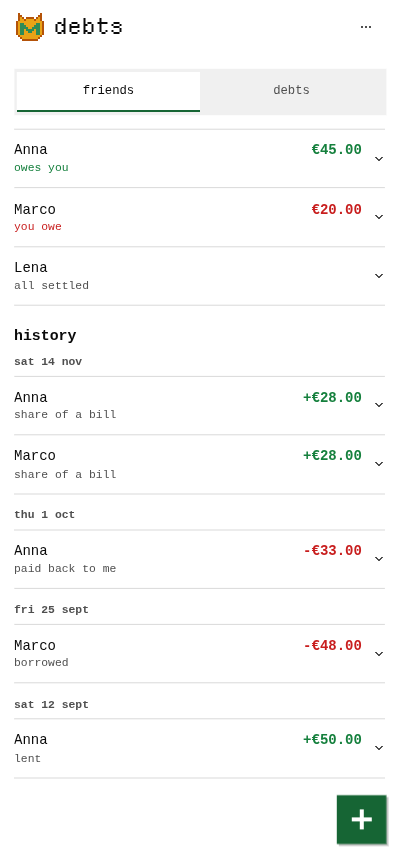 debts
...
friends debts
Anna €45.00
owes you
Marco €20.00
you owe
Lena
all settled
history
sat 14 nov
Anna +€28.00
share of a bill
Marco +€28.00
share of a bill
thu 1 oct
Anna -€33.00
paid back to me
fri 25 sept
Marco -€48.00
borrowed
sat 12 sept
Anna +€50.00
lent
+